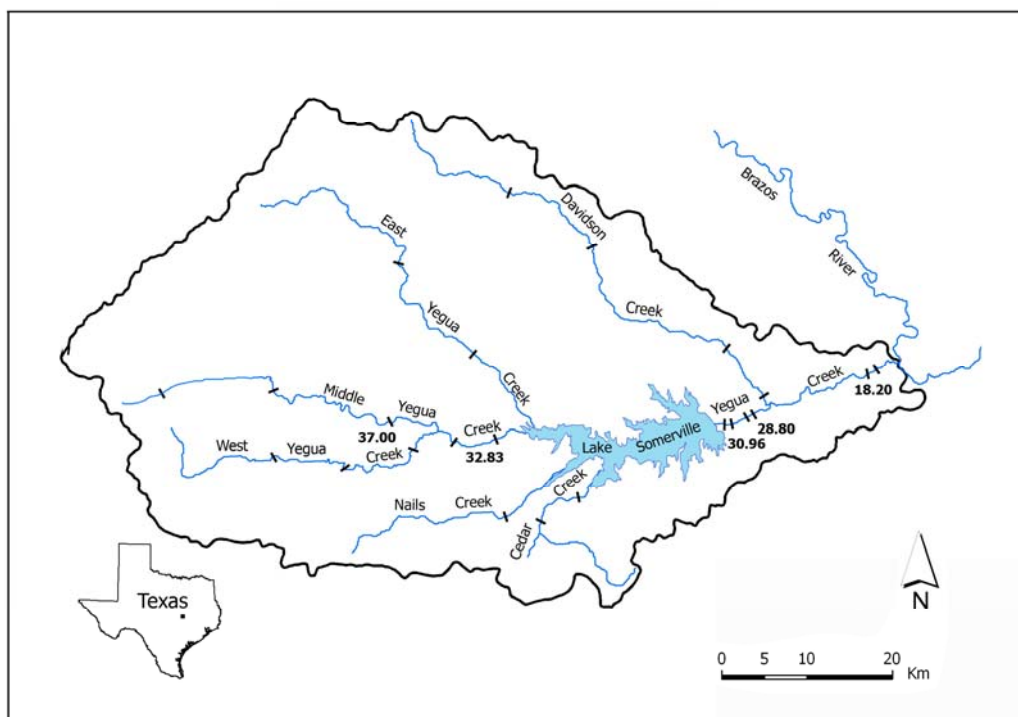 Brazos
River
Davidson
Creek
East
Yegua
Creek
Middle
Yegua
Creek
37.00
32.83
West
Yegua
Creek
Lake
Somerville
Yegua
Creek
18.20
28.80
30.96
Nails
Creek
Cedar
Creek
Texas
N
0 5 10 20
Km